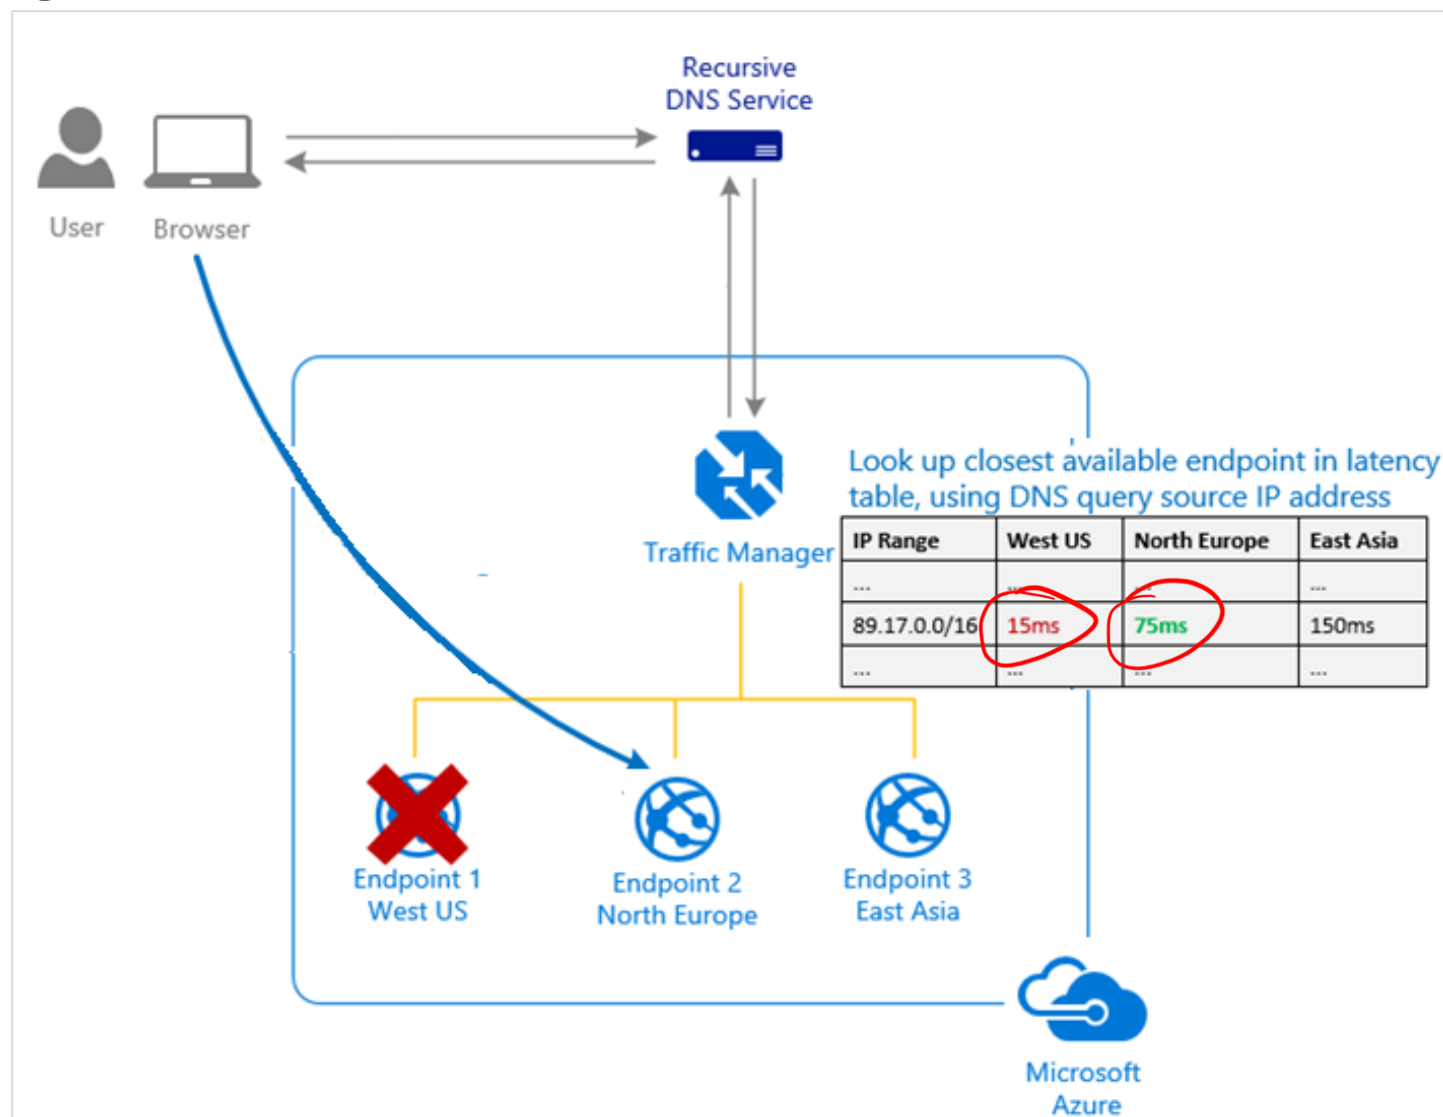 Recursive
DNS Service
User
Browser
Look up closest available endpoint in latency
table, using DNS query source IP address
Traffic Manager
IP Range West US North Europe East Asia
... ... ... ...
89.17.0.0/16 15ms 75ms 150ms
... ... ... ...
Endpoint 1
West US
Endpoint 2
North Europe
Endpoint 3
East Asia
Microsoft
Azure